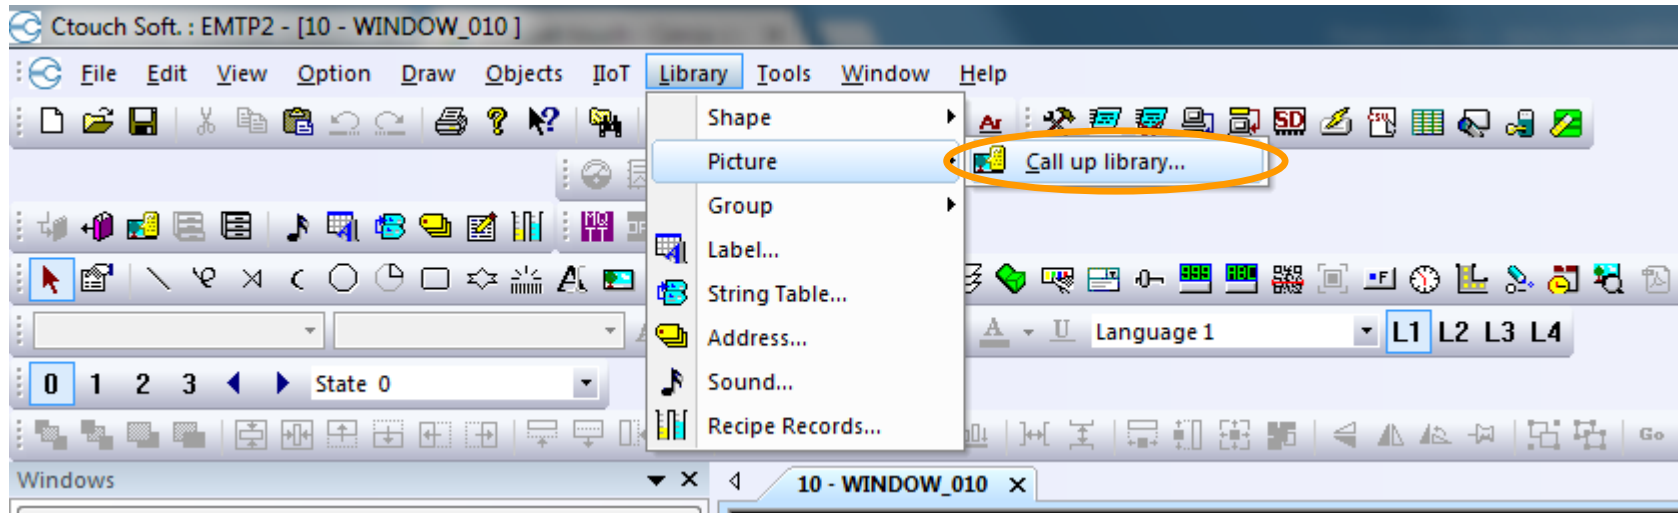 Ctouch Soft. : EMTP2 - [10 - WINDOW_010 ]
File Edit View Option Draw Objects IIoT Library Tools Window Help
Shape
Picture
Call up library...
Group
Label...
String Table...
Address...
Sound...
Recipe Records...
SD
A U Language 1 L1 L2 L3 L4
0 1 2 3 State 0
Go
Windows
10 - WINDOW_010